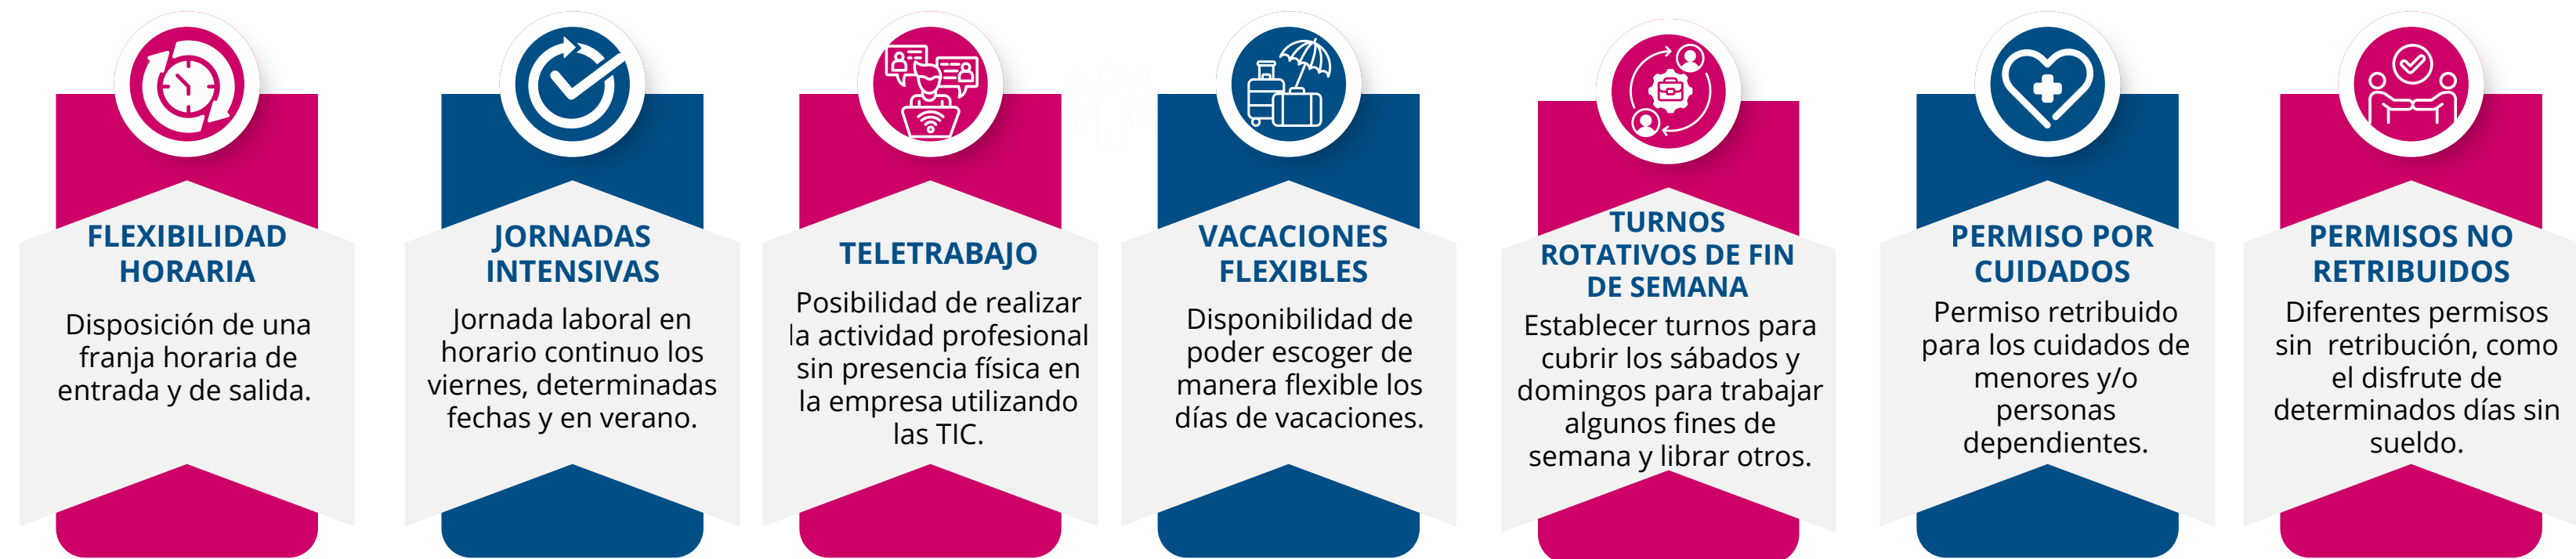 FLEXIBILIDAD
HORARIA
Disposición de una
franja horaria de
entrada y de salida.
JORNADAS
INTENSIVAS
Jornada laboral en
horario continuo los
viernes, determinadas
fechas y en verano.
TELETRABAJO
Posibilidad de realizar
la actividad profesional
sin presencia física en
la empresa utilizando
las TIC.
VACACIONES
FLEXIBLES
Disponibilidad de
poder escoger de
manera flexible los
días de vacaciones.
TURNOS
ROTATIVOS DE FIN
DE SEMANA
Establecer turnos para
cubrir los sábados y
domingos para trabajar
algunos fines de
semana y librar otros.
PERMISO POR
CUIDADOS
Permiso retribuido
para los cuidados de
menores y/o
personas
dependientes.
PERMISOS NO
RETRIBUIDOS
Diferentes permisos
sin retribución, como
el disfrute de
determinados días sin
sueldo.